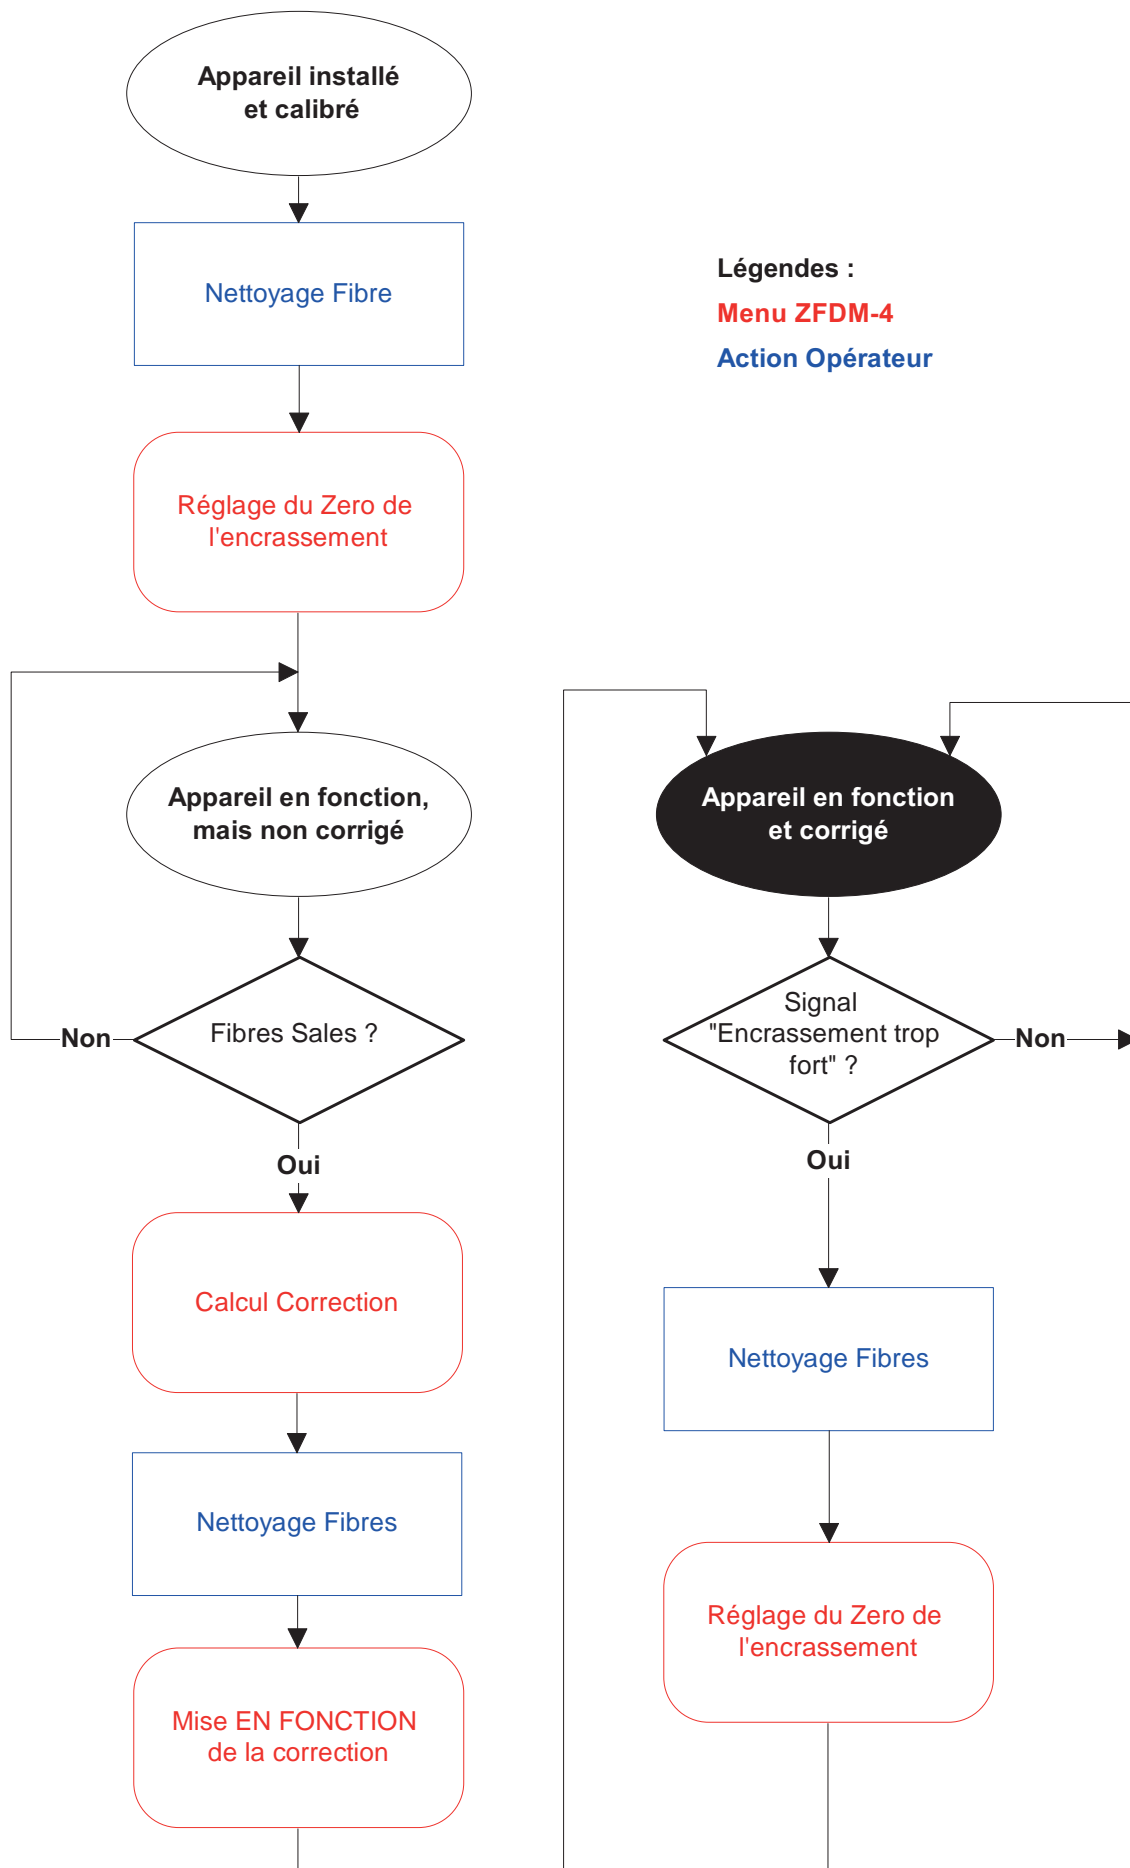 Appareil installé
et calibré
Nettoyage Fibre
Légendes :
Menu ZFDM-4
Action Opérateur
Réglage du Zero de
l'encrassement
Appareil en fonction,
mais non corrigé
Fibres Sales ?
Non
Oui
Calcul Correction
Nettoyage Fibres
Mise EN FONCTION
de la correction
Appareil en fonction
et corrigé
Signal
"Encrassement trop
fort" ?
Non
Oui
Nettoyage Fibres
Réglage du Zero de
l'encrassement